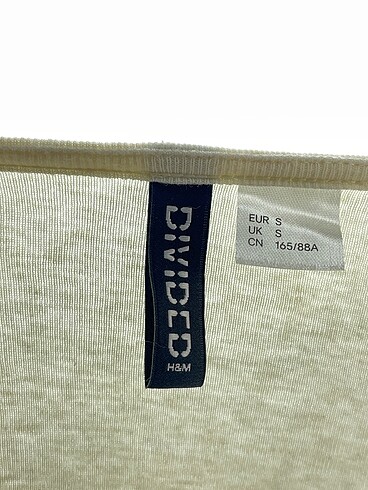 DIVIDED
H&M
EUR S
UK S
CN 165/88A